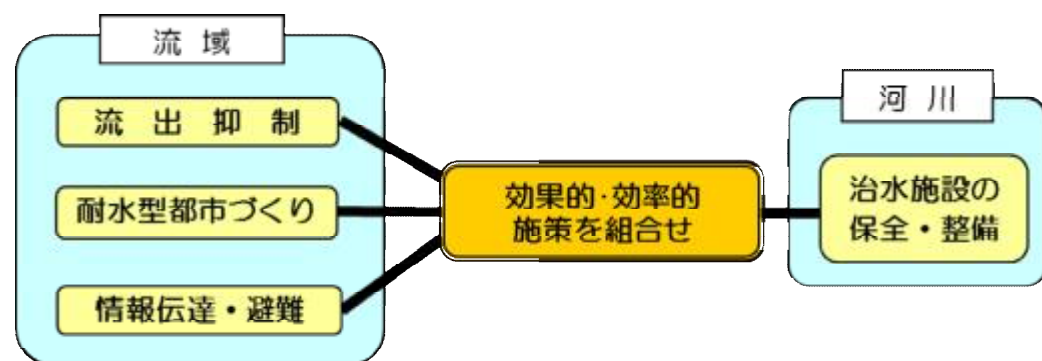 流域
流出抑制
耐水型都市づくり
情報伝達・避難
効果的・効率的
施策を組合せ
河川
治水施設の
保全・整備